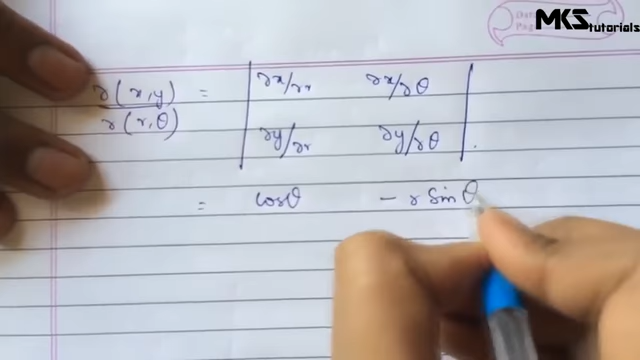 MKS tutorials
∂(x,y) / ∂(r,θ) = | ∂x/∂r ∂x/∂θ |
| ∂y/∂r ∂y/∂θ | .
= cosθ - r Sinθ